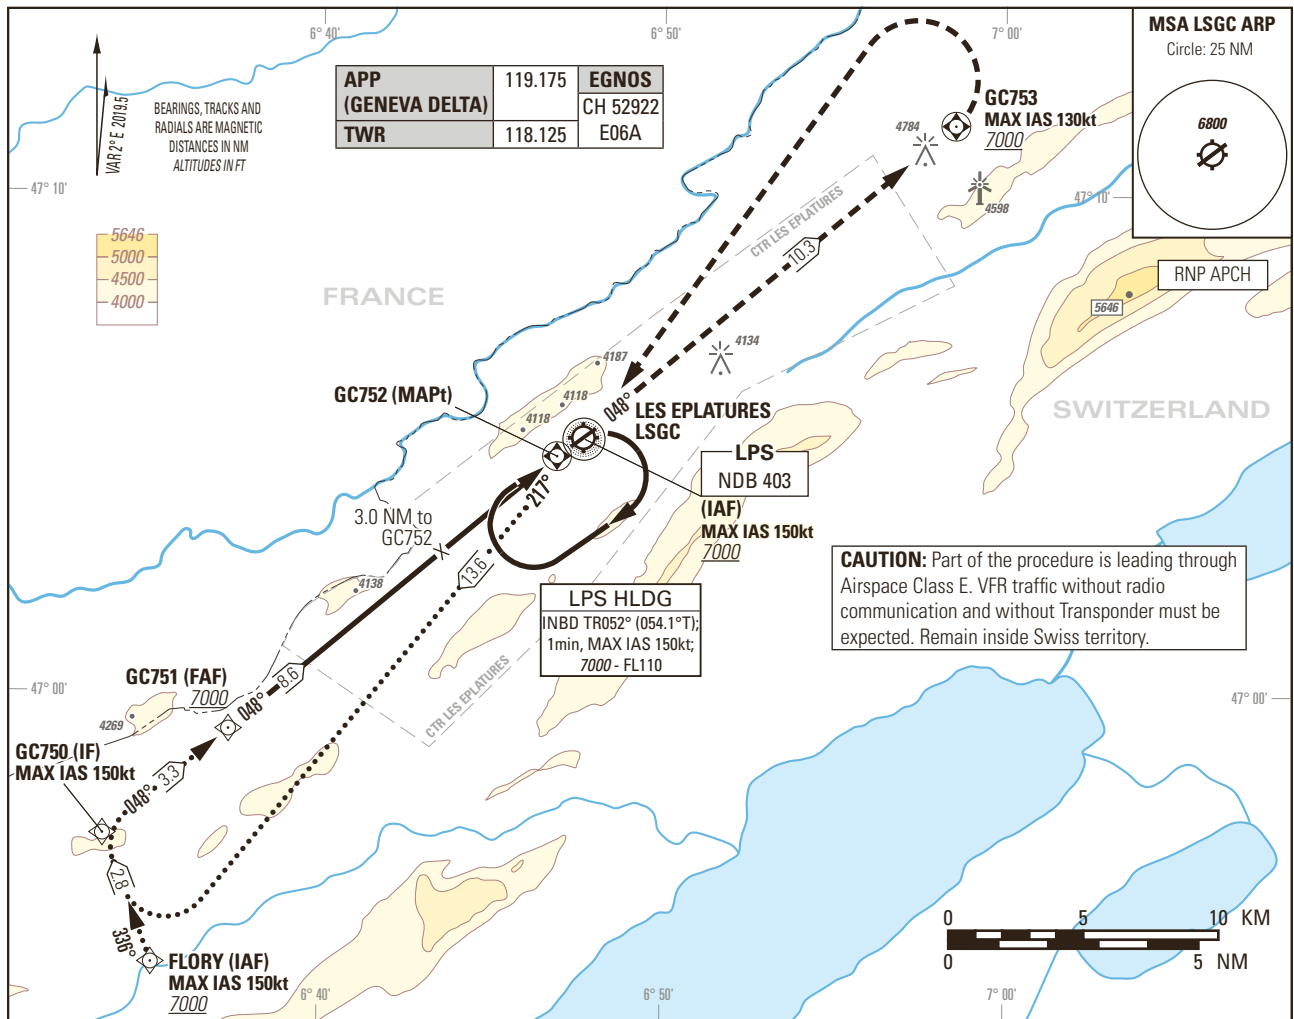 6° 40'
6° 50'
7° 00'
MSA LSGC ARP
Circle: 25 NM
6800
VAR 2° E 2019.5
BEARINGS, TRACKS AND
RADIALS ARE MAGNETIC
DISTANCES IN NM
ALTITUDES IN FT
APP
(GENEVA DELTA)
119.175
EGNOS
CH 52922
E06A
TWR
118.125
GC753
MAX IAS 130kt
7000
4784
4598
47° 10'
47° 10'
CTR LES EPLATURES
10.3
RNP APCH
5646
5000
4500
4000
FRANCE
5646
4134
4187
4118
4118
GC752 (MAPt)
048°
LES EPLATURES
LSGC
SWITZERLAND
LPS
NDB 403
(IAF)
MAX IAS 150kt
7000
217°
3.0 NM to
GC752
13.6
4138
CAUTION: Part of the procedure is leading through
Airspace Class E. VFR traffic without radio
communication and without Transponder must be
expected. Remain inside Swiss territory.
LPS HLDG
INBD TR052° (054.1°T);
1min, MAX IAS 150kt;
7000 - FL110
GC751 (FAF)
7000
048°
8.6
CTR LES EPLATURES
47° 00'
47° 00'
4269
GC750 (IF)
MAX IAS 150kt
048°
3.3
2.8
336°
FLORY (IAF)
MAX IAS 150kt
7000
0 5 10 KM
0 5 NM
6° 40'
6° 50'
7° 00'